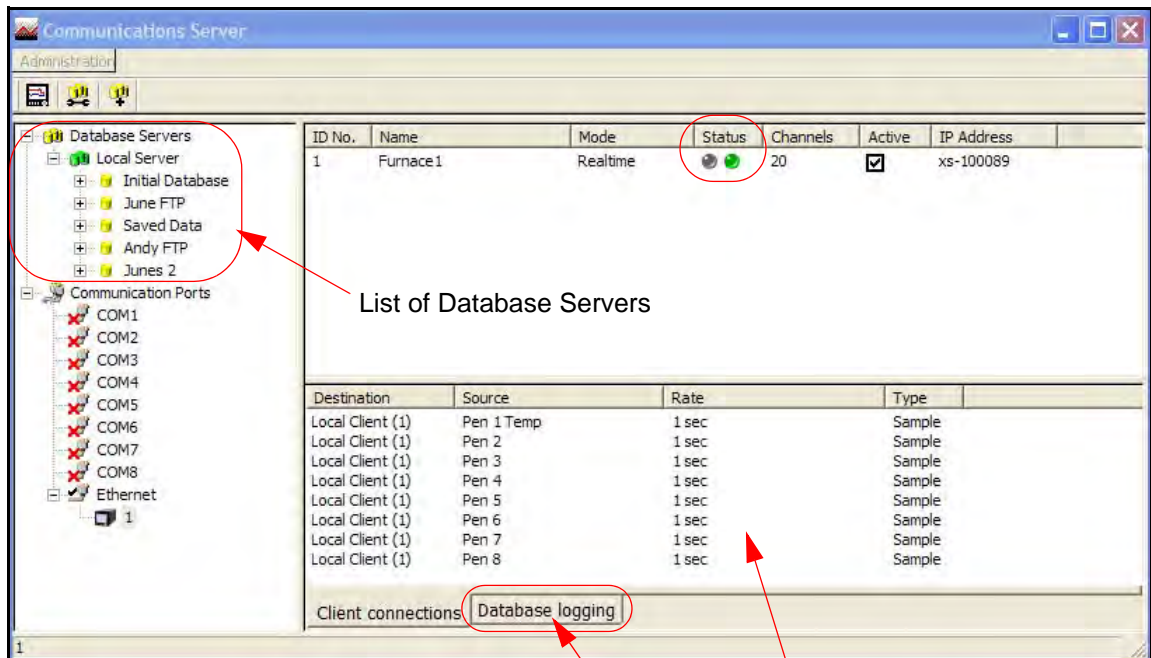 Communications Server
Administration
Database Servers
Local Server
Initial Database
June FTP
Saved Data
Andy FTP
Junes 2
Communication Ports
COM1
COM2
COM3
COM4
COM5
COM6
COM7
COM8
Ethernet
1
ID No. Name Mode Status Channels Active IP Address
1 Furnace1 Realtime 20 xs-100089
List of Database Servers
Destination Source Rate Type
Local Client (1) Pen 1 Temp 1 sec Sample
Local Client (1) Pen 2 1 sec Sample
Local Client (1) Pen 3 1 sec Sample
Local Client (1) Pen 4 1 sec Sample
Local Client (1) Pen 5 1 sec Sample
Local Client (1) Pen 6 1 sec Sample
Local Client (1) Pen 7 1 sec Sample
Local Client (1) Pen 8 1 sec Sample
Client connections Database logging
1